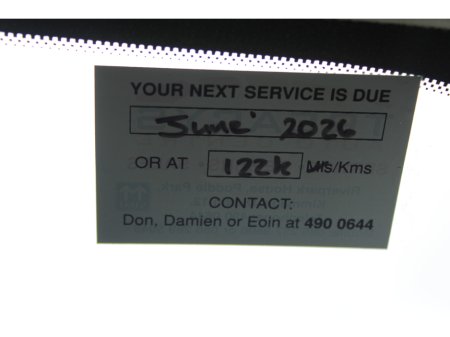 YOUR NEXT SERVICE IS DUE
June' 2026
OR AT 122k Mls/Kms
CONTACT:
Don, Damien or Eoin at 490 0644